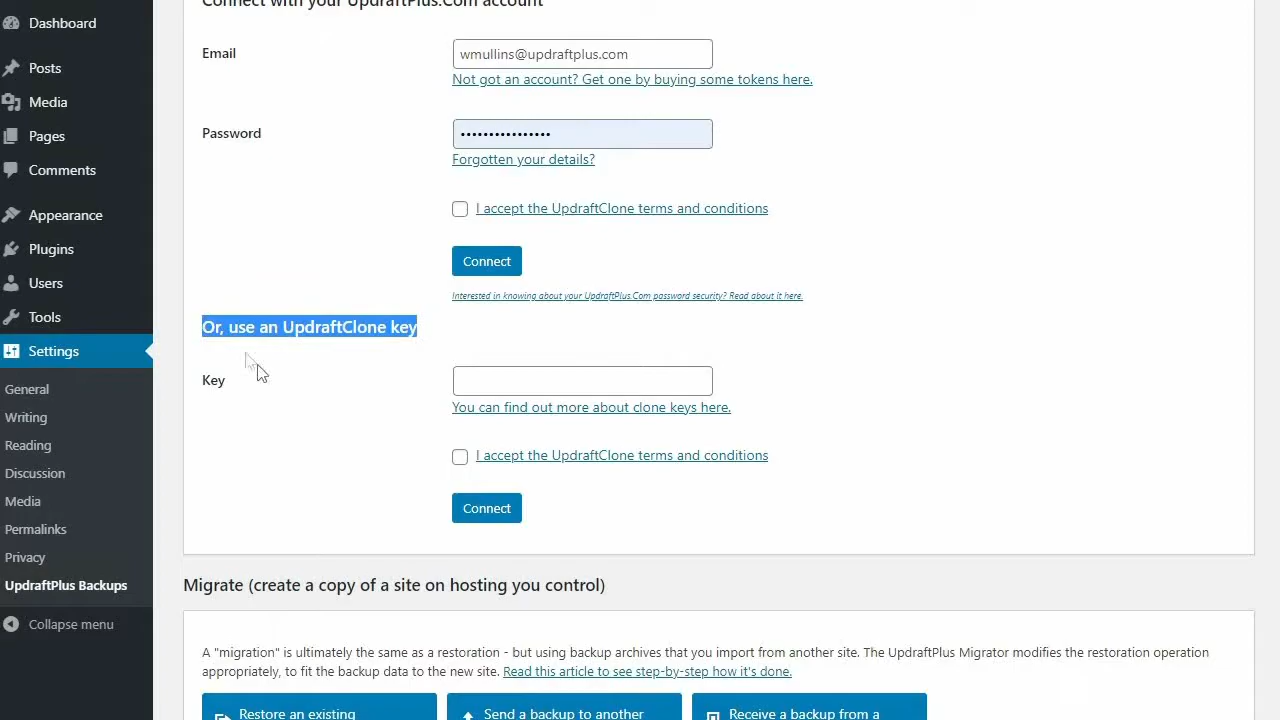 Dashboard
Posts
Media
Pages
Comments
Appearance
Plugins
Users
Tools
Settings
General
Writing
Reading
Discussion
Media
Permalinks
Privacy
UpdraftPlus Backups
Collapse menu
Connect with your UpdraftPlus.Com account
Email
wmullins@updraftplus.com
Not got an account? Get one by buying some tokens here.
Password
••••••••••••••••
Forgotten your details?
I accept the UpdraftClone terms and conditions
Connect
Interested in knowing about your UpdraftPlus.Com password security? Read about it here.
Or, use an UpdraftClone key
Key
You can find out more about clone keys here.
I accept the UpdraftClone terms and conditions
Connect
Migrate (create a copy of a site on hosting you control)
A "migration" is ultimately the same as a restoration - but using backup archives that you import from another site. The UpdraftPlus Migrator modifies the restoration operation
appropriately, to fit the backup data to the new site. Read this article to see step-by-step how it's done.
Restore an existing
Send a backup to another
Receive a backup from a